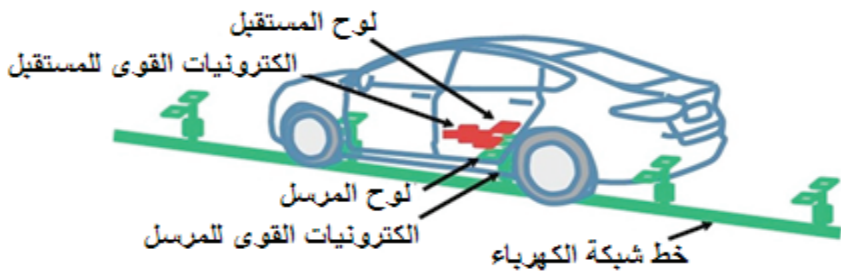 لوح المستقبل
الكترونيات القوى للمستقبل
لوح المرسل
الكترونيات القوى للمرسل
خط شبكة الكهرباء